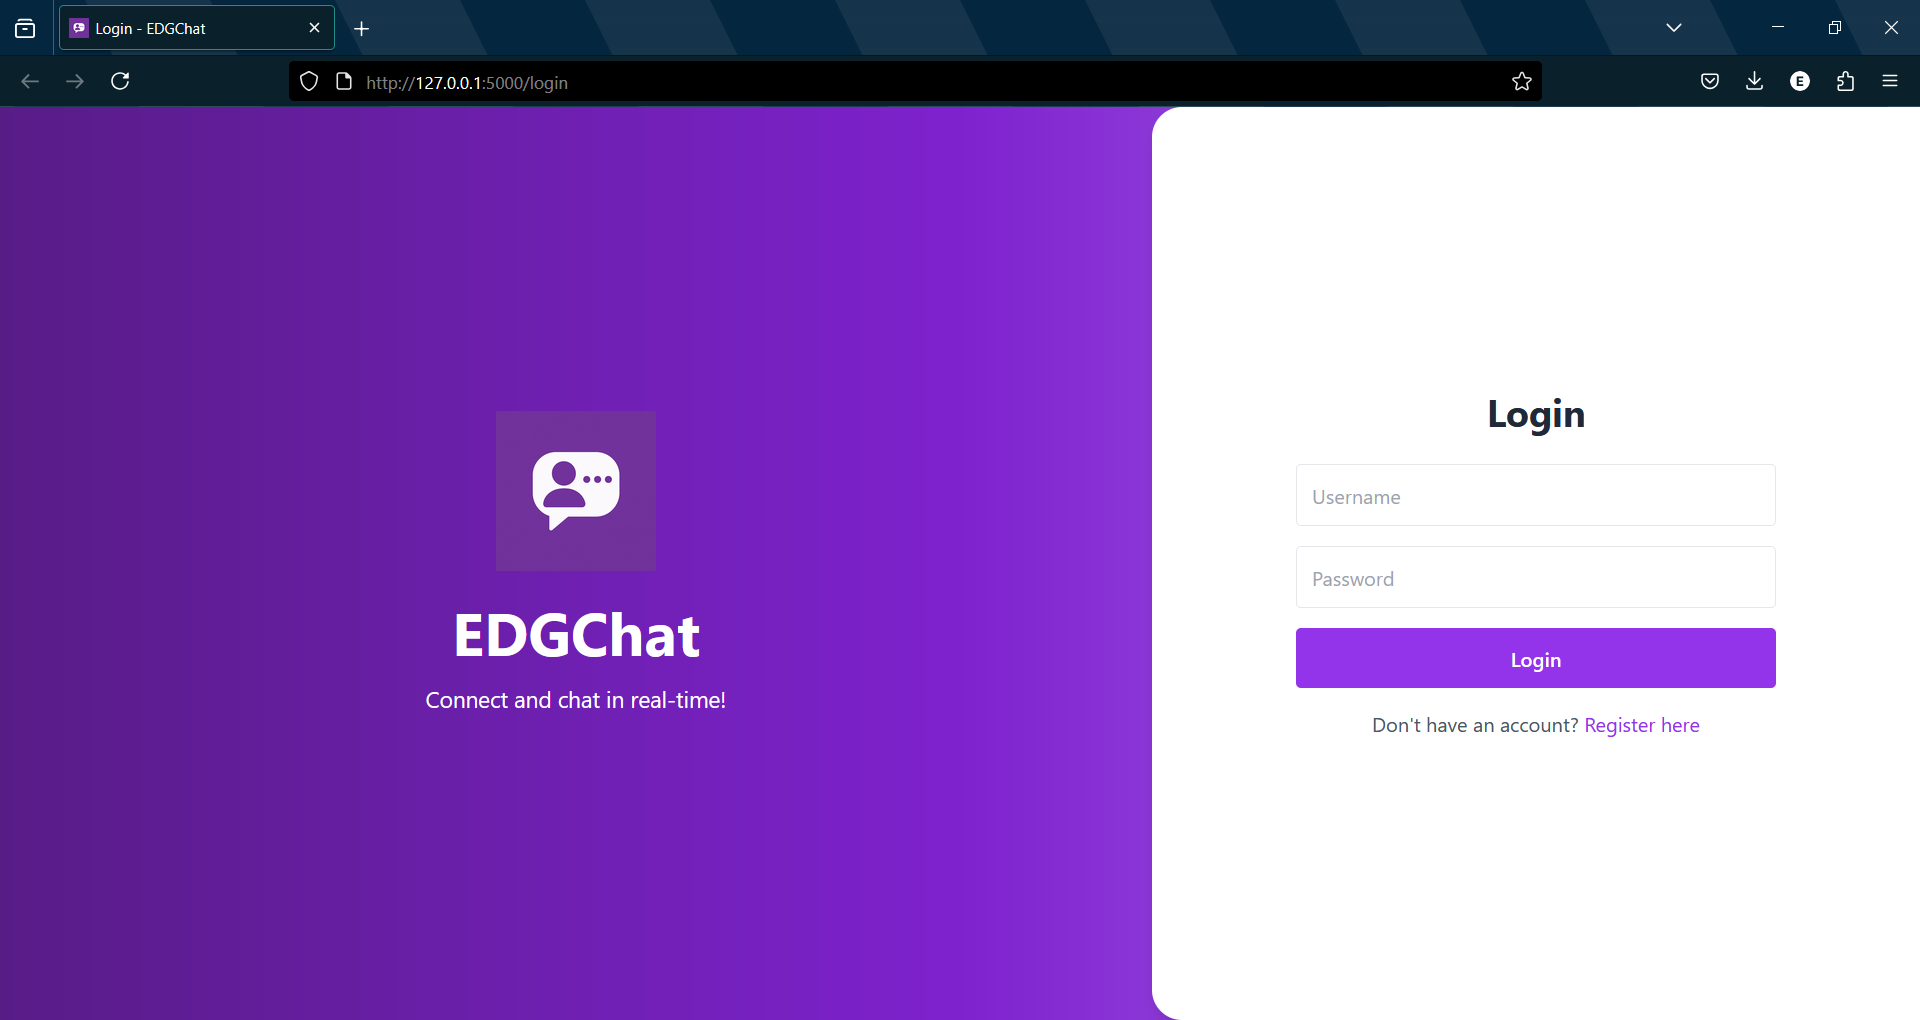 Login - EDGChat
http://127.0.0.1:5000/login
E
EDGChat
Connect and chat in real-time!
Login
Username
Password
Login
Don't have an account? Register here